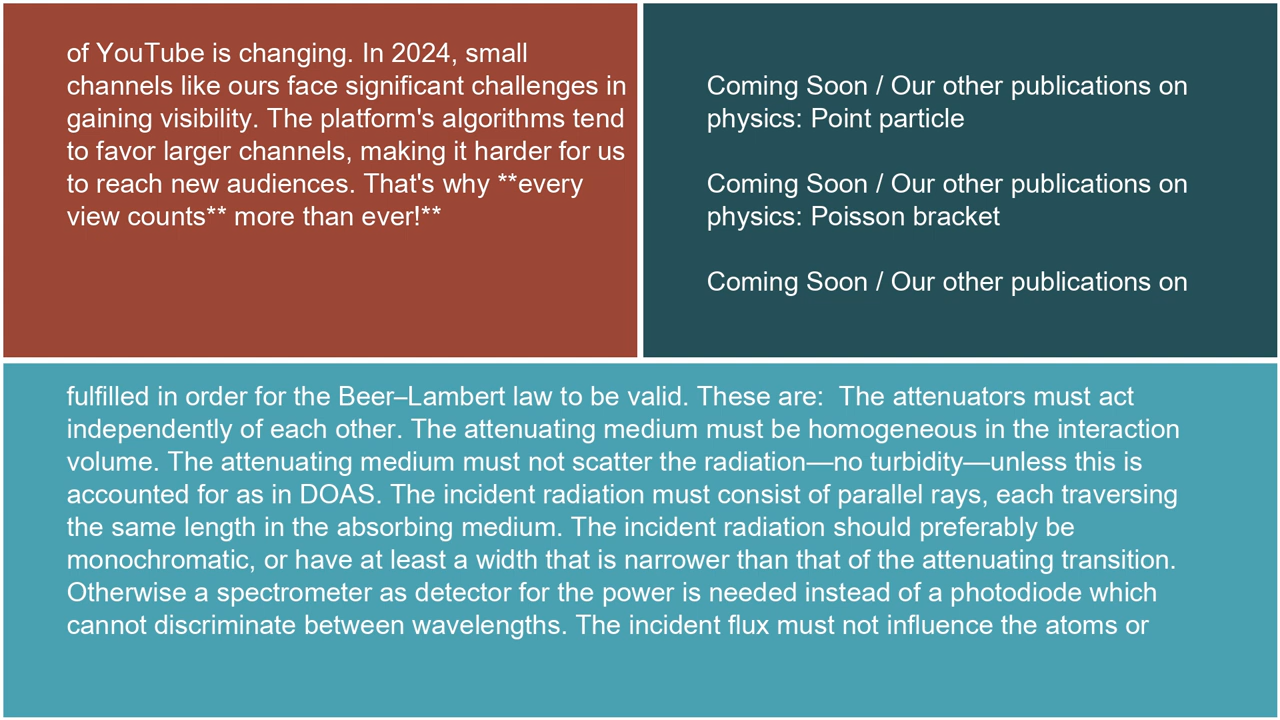 of YouTube is changing. In 2024, small
channels like ours face significant challenges in
gaining visibility. The platform's algorithms tend
to favor larger channels, making it harder for us
to reach new audiences. That's why **every
view counts** more than ever!**
Coming Soon / Our other publications on
physics: Point particle
Coming Soon / Our other publications on
physics: Poisson bracket
Coming Soon / Our other publications on
fulfilled in order for the Beer–Lambert law to be valid. These are:  The attenuators must act
independently of each other. The attenuating medium must be homogeneous in the interaction
volume. The attenuating medium must not scatter the radiation—no turbidity—unless this is
accounted for as in DOAS. The incident radiation must consist of parallel rays, each traversing
the same length in the absorbing medium. The incident radiation should preferably be
monochromatic, or have at least a width that is narrower than that of the attenuating transition.
Otherwise a spectrometer as detector for the power is needed instead of a photodiode which
cannot discriminate between wavelengths. The incident flux must not influence the atoms or